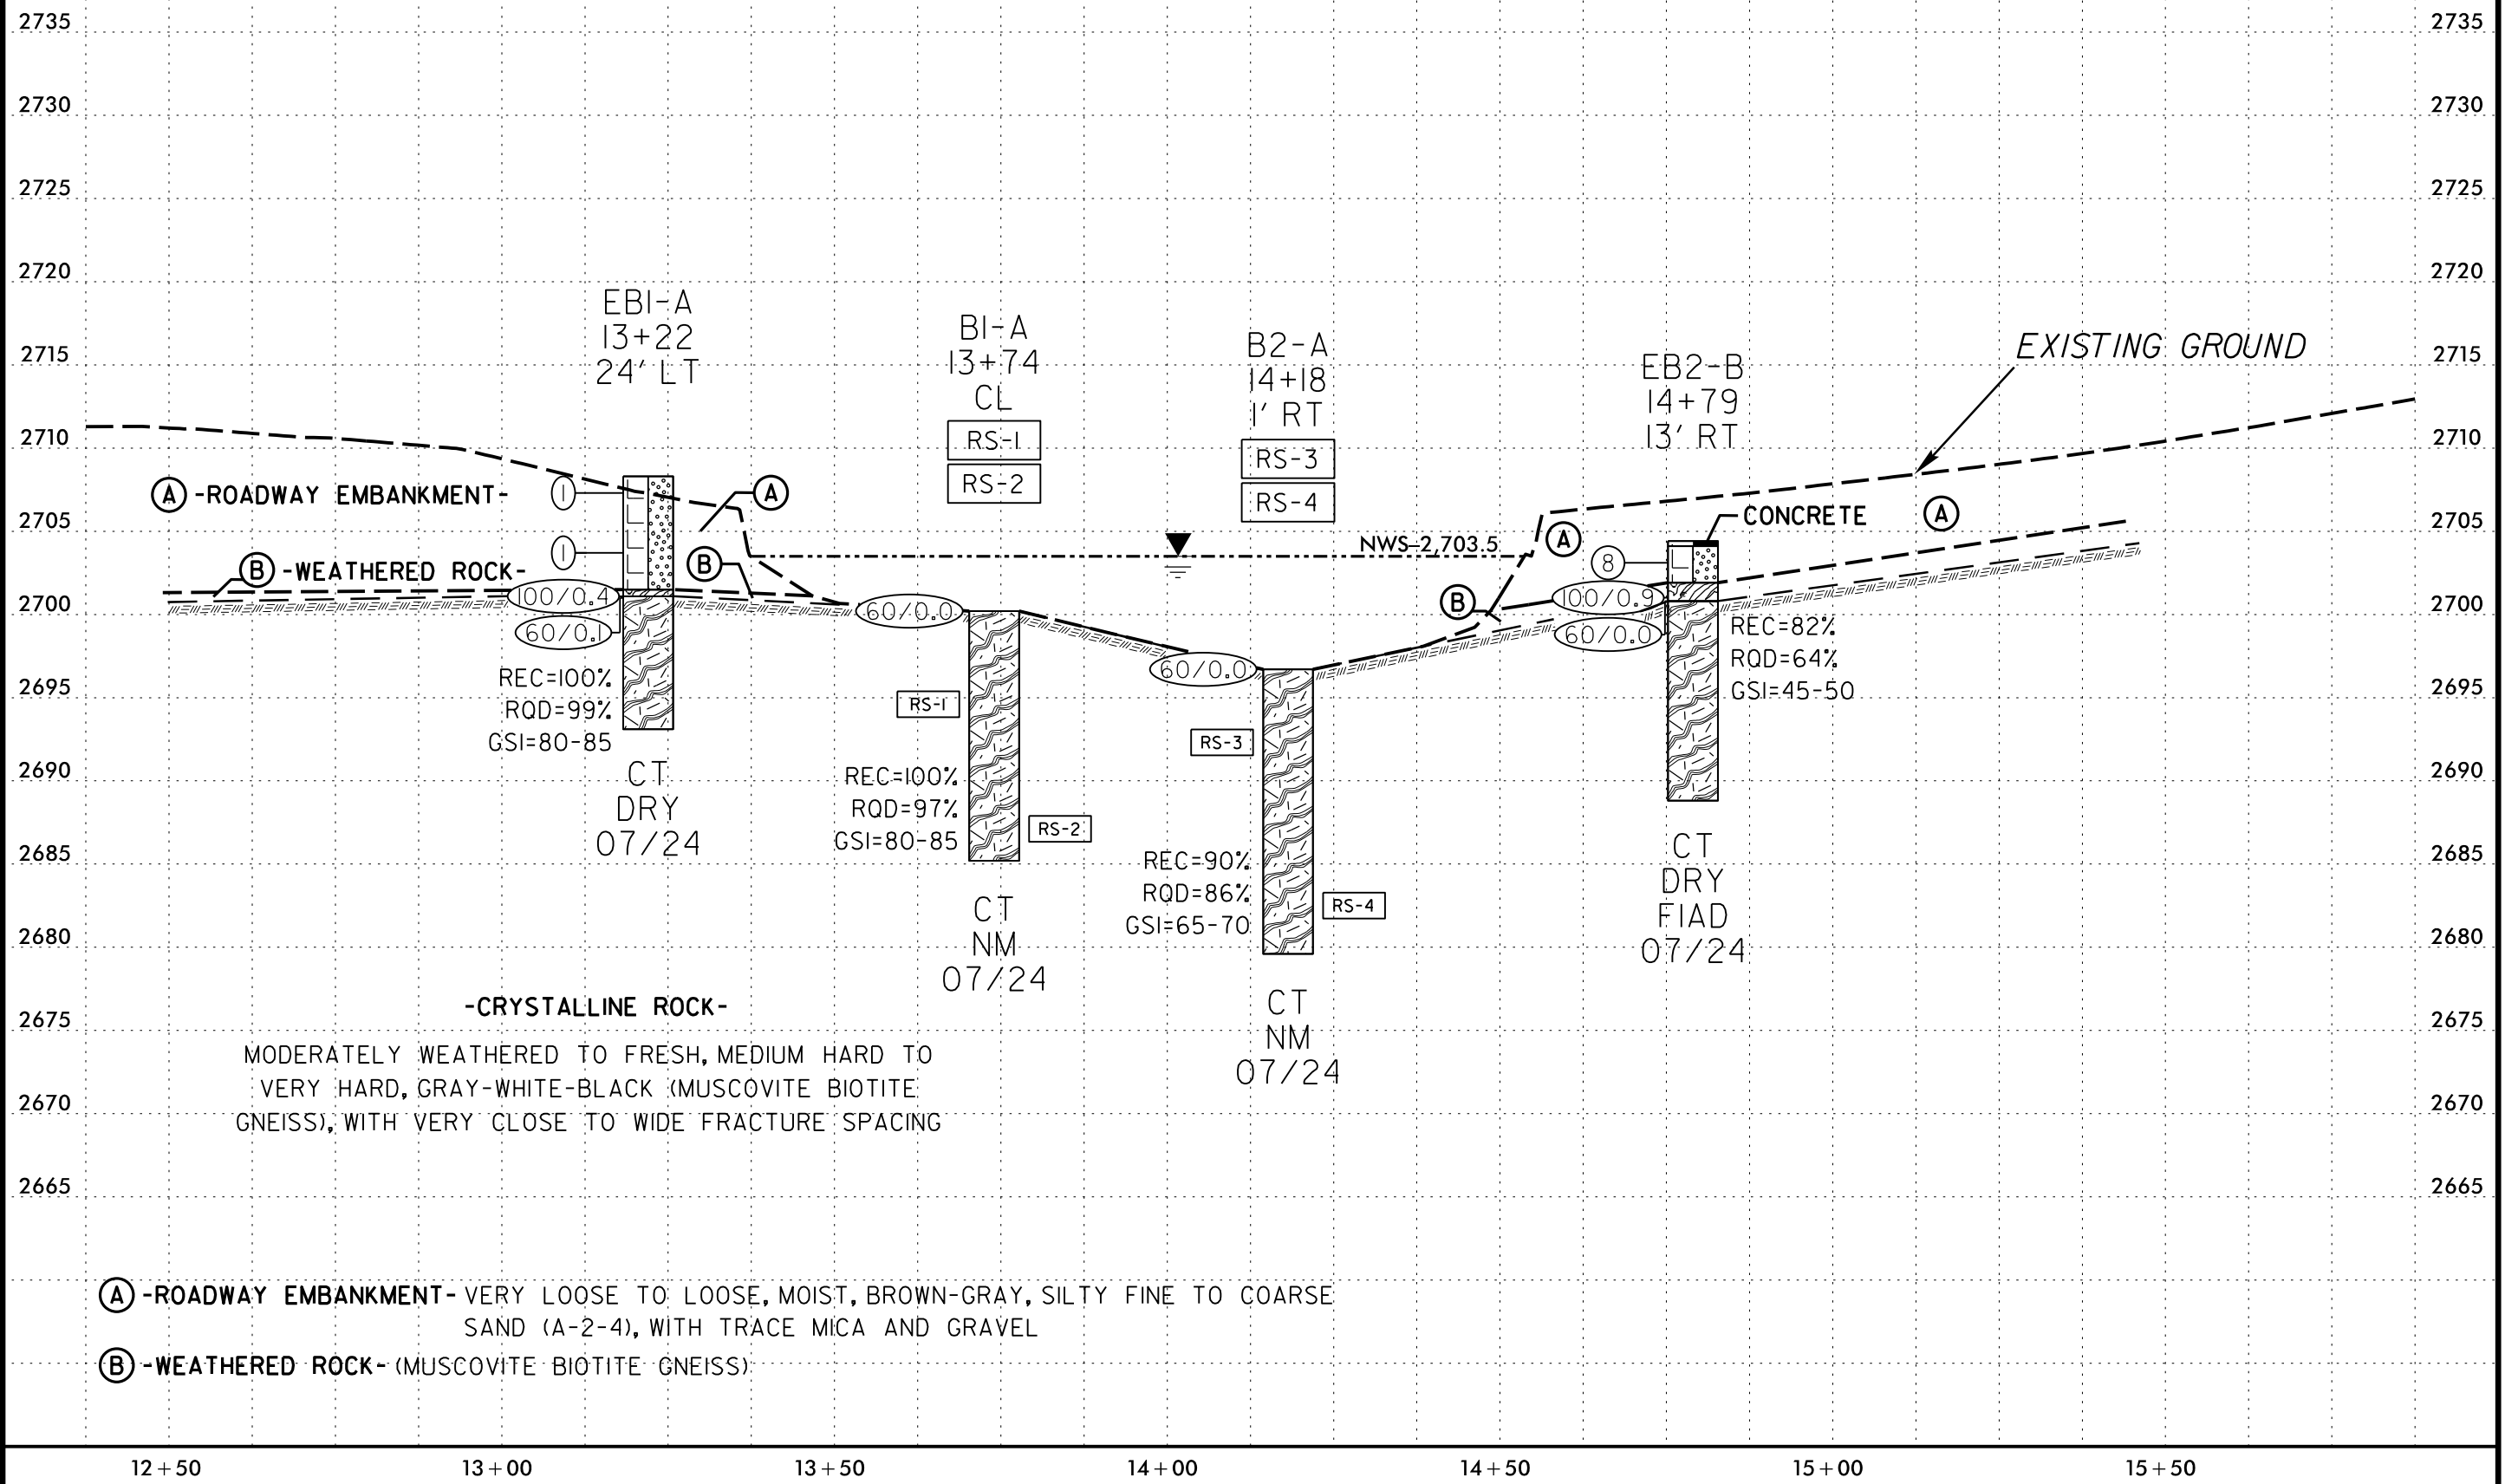 2735 2735
2730 2730
2725 2725
2720 2720
2715 2715
2710 2710
2705 2705
2700 2700
2695 2695
2690 2690
2685 2685
2680 2680
2675 2675
2670 2670
2665 2665
EB1-A
13+22
24' LT
B1-A
13+74
CL
RS-1
RS-2
B2-A
14+18
1' RT
RS-3
RS-4
EB2-B
14+79
13' RT
EXISTING GROUND
A -ROADWAY EMBANKMENT-
1
A
1
B
B -WEATHERED ROCK-
NWS-2,703.5
A
CONCRETE
A
8
B
100/0.4
60/0.1
60/0.0
60/0.0
100/0.9
60/0.0
REC=100%
RQD=99%
GSI=80-85
CT
DRY
07/24
RS-1
REC=100%
RQD=97%
GSI=80-85
RS-2
CT
NM
07/24
RS-3
REC=90%
RQD=86%
GSI=65-70
RS-4
CT
NM
07/24
REC=82%
RQD=64%
GSI=45-50
CT
DRY
FIAD
07/24
-CRYSTALLINE ROCK-
MODERATELY WEATHERED TO FRESH, MEDIUM HARD TO
VERY HARD, GRAY-WHITE-BLACK (MUSCOVITE BIOTITE
GNEISS), WITH VERY CLOSE TO WIDE FRACTURE SPACING
A -ROADWAY EMBANKMENT- VERY LOOSE TO LOOSE, MOIST, BROWN-GRAY, SILTY FINE TO COARSE
SAND (A-2-4), WITH TRACE MICA AND GRAVEL
B -WEATHERED ROCK- (MUSCOVITE BIOTITE GNEISS)
12+50 13+00 13+50 14+00 14+50 15+00 15+50